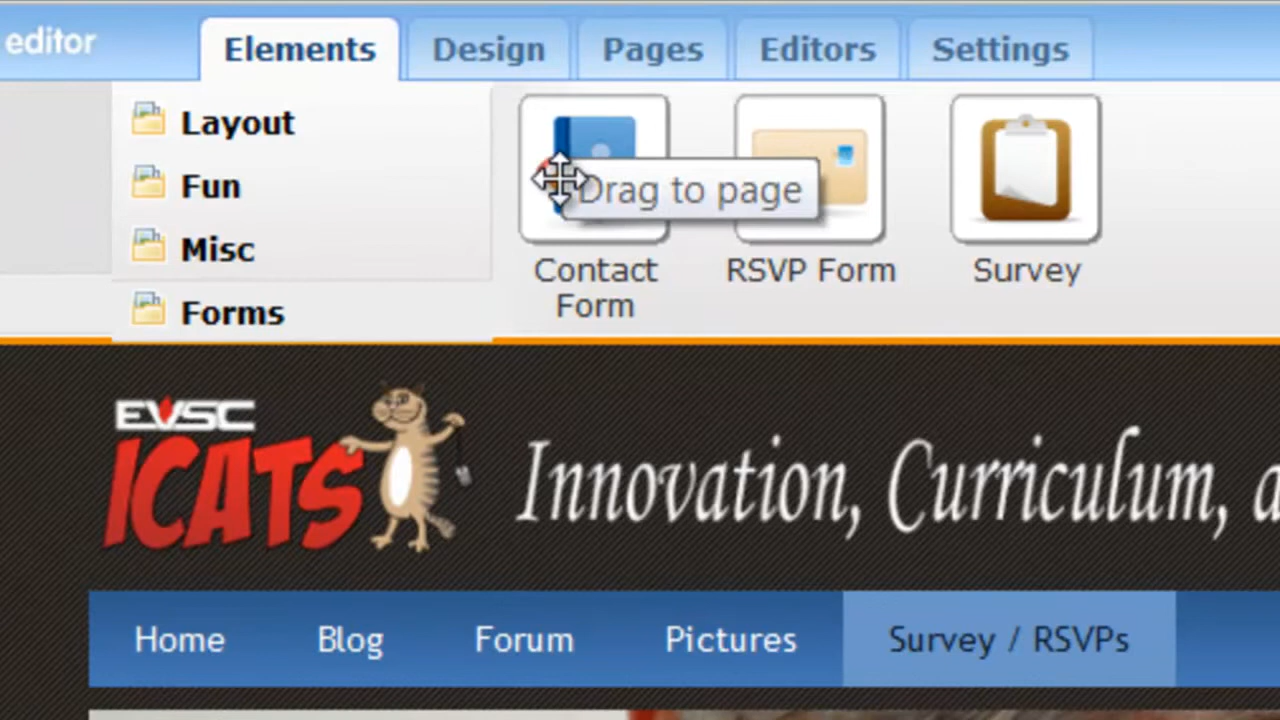 editor
Elements
Design
Pages
Editors
Settings
Layout
Fun
Misc
Forms
Drag to page
Contact
Form
RSVP Form
Survey
EVSC
ICATS
Innovation, Curriculum, a
Home
Blog
Forum
Pictures
Survey / RSVPs